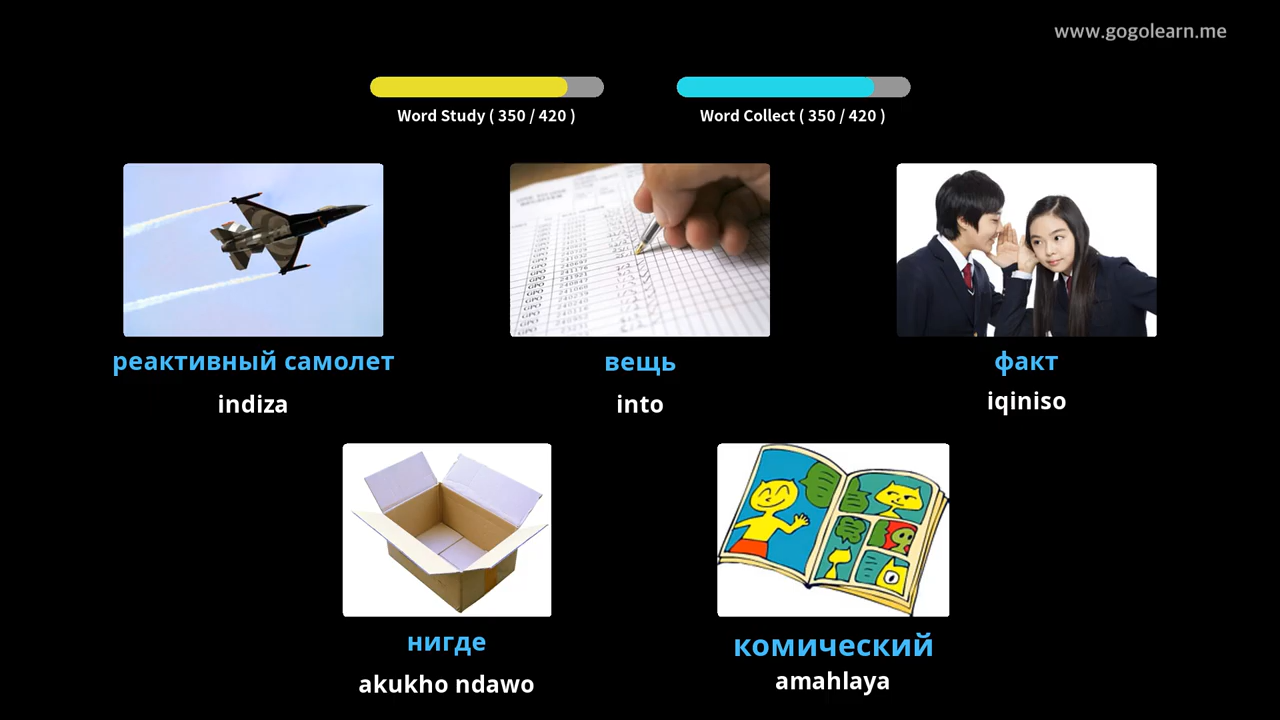 www.gogolearn.me
Word Study ( 350 / 420 )
Word Collect ( 350 / 420 )
реактивный самолет
indiza
вещь
into
факт
iqiniso
нигде
akukho ndawo
комический
amahlaya